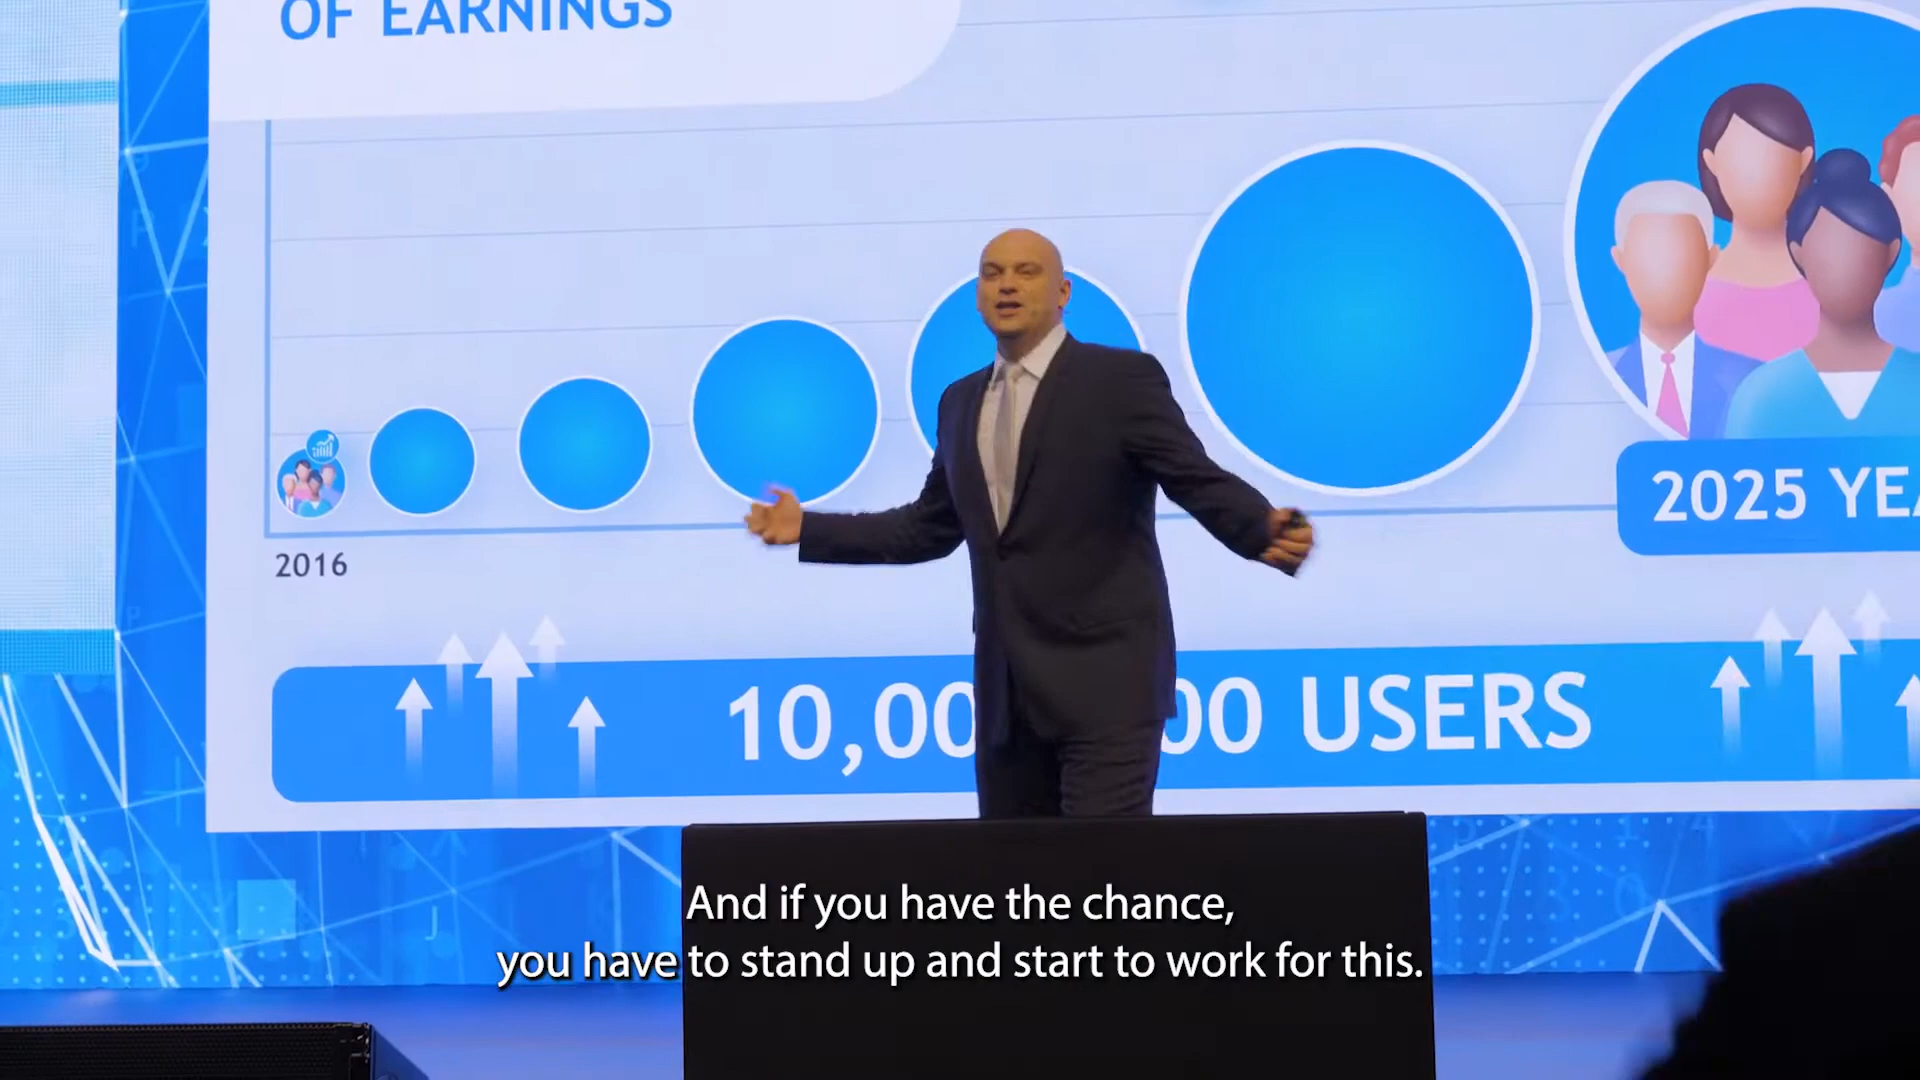 OF EARNINGS
2016
2025 YEA
10,00 00 USERS
And if you have the chance,
you have to stand up and start to work for this.